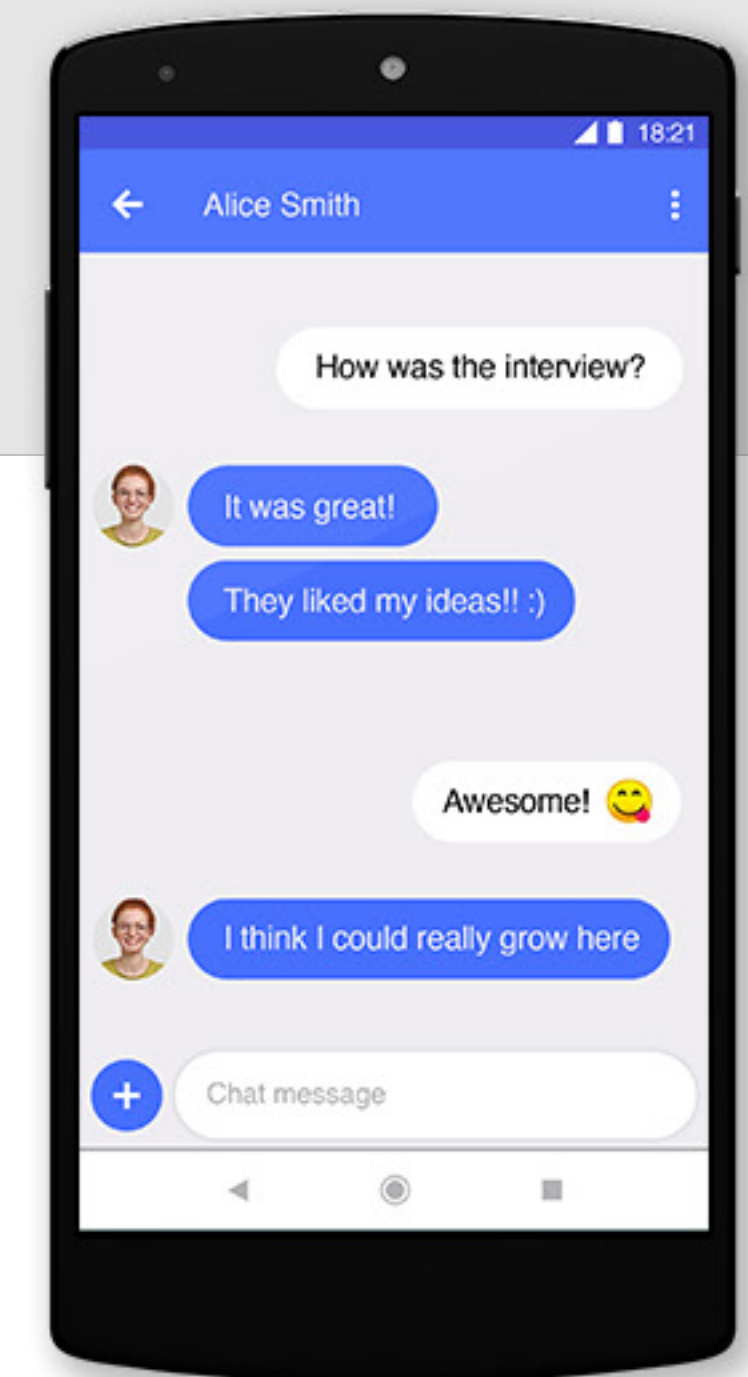 18:21
Alice Smith
How was the interview?
It was great!
They liked my ideas!! :)
Awesome! 😋
I think I could really grow here
Chat message